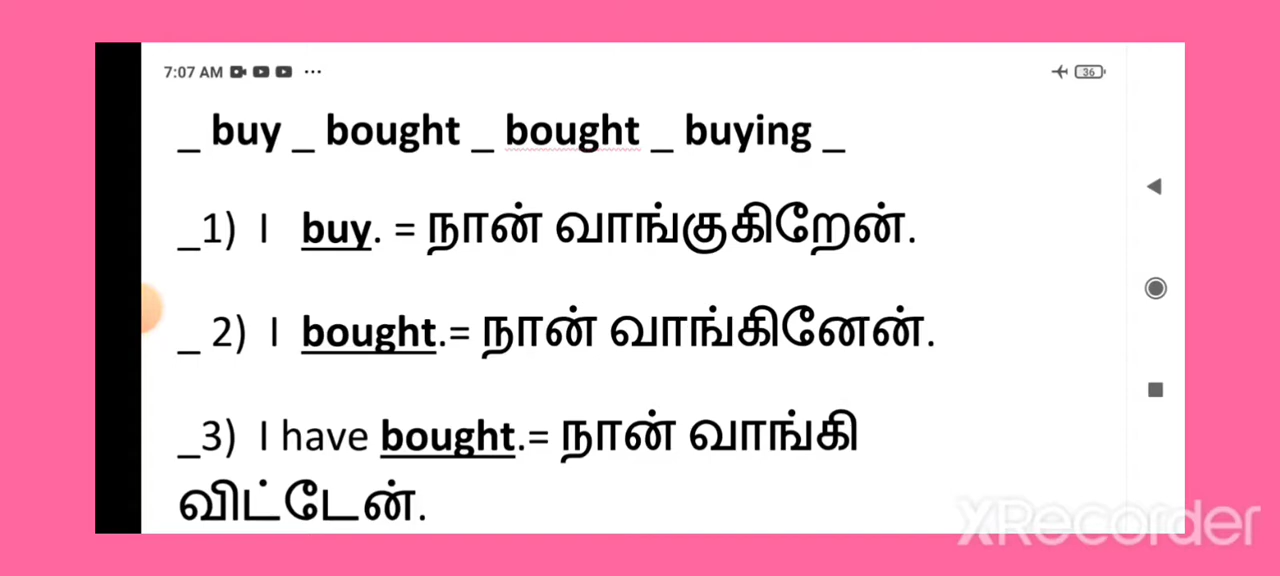 7:07 AM ... 36
_ buy _ bought _ bought _ buying _
_1) I buy. = நான் வாங்குகிறேன்.
_ 2) I bought.= நான் வாங்கினேன்.
_3) I have bought.= நான் வாங்கி
விட்டேன்.
XRecorder